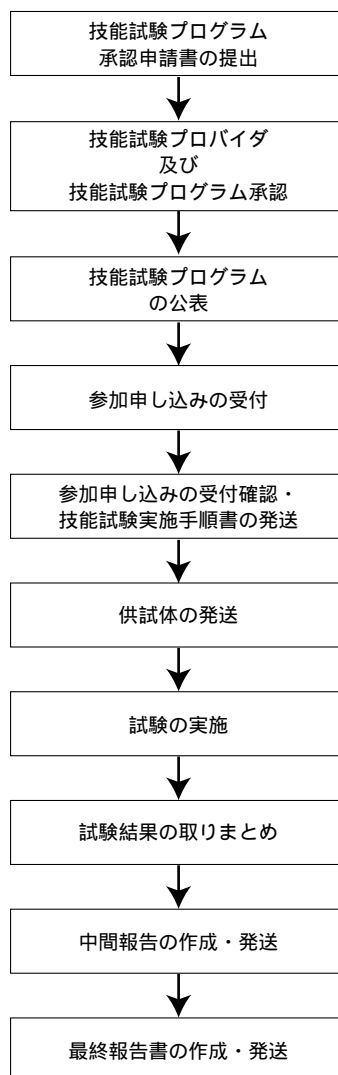 技能試験プログラム
承認申請書の提出
技能試験プロバイダ
及び
技能試験プログラム承認
技能試験プログラム
の公表
参加申し込みの受付
参加申し込みの受付確認・
技能試験実施手順書の発送
供試体の発送
試験の実施
試験結果の取りまとめ
中間報告の作成・発送
最終報告書の作成・発送